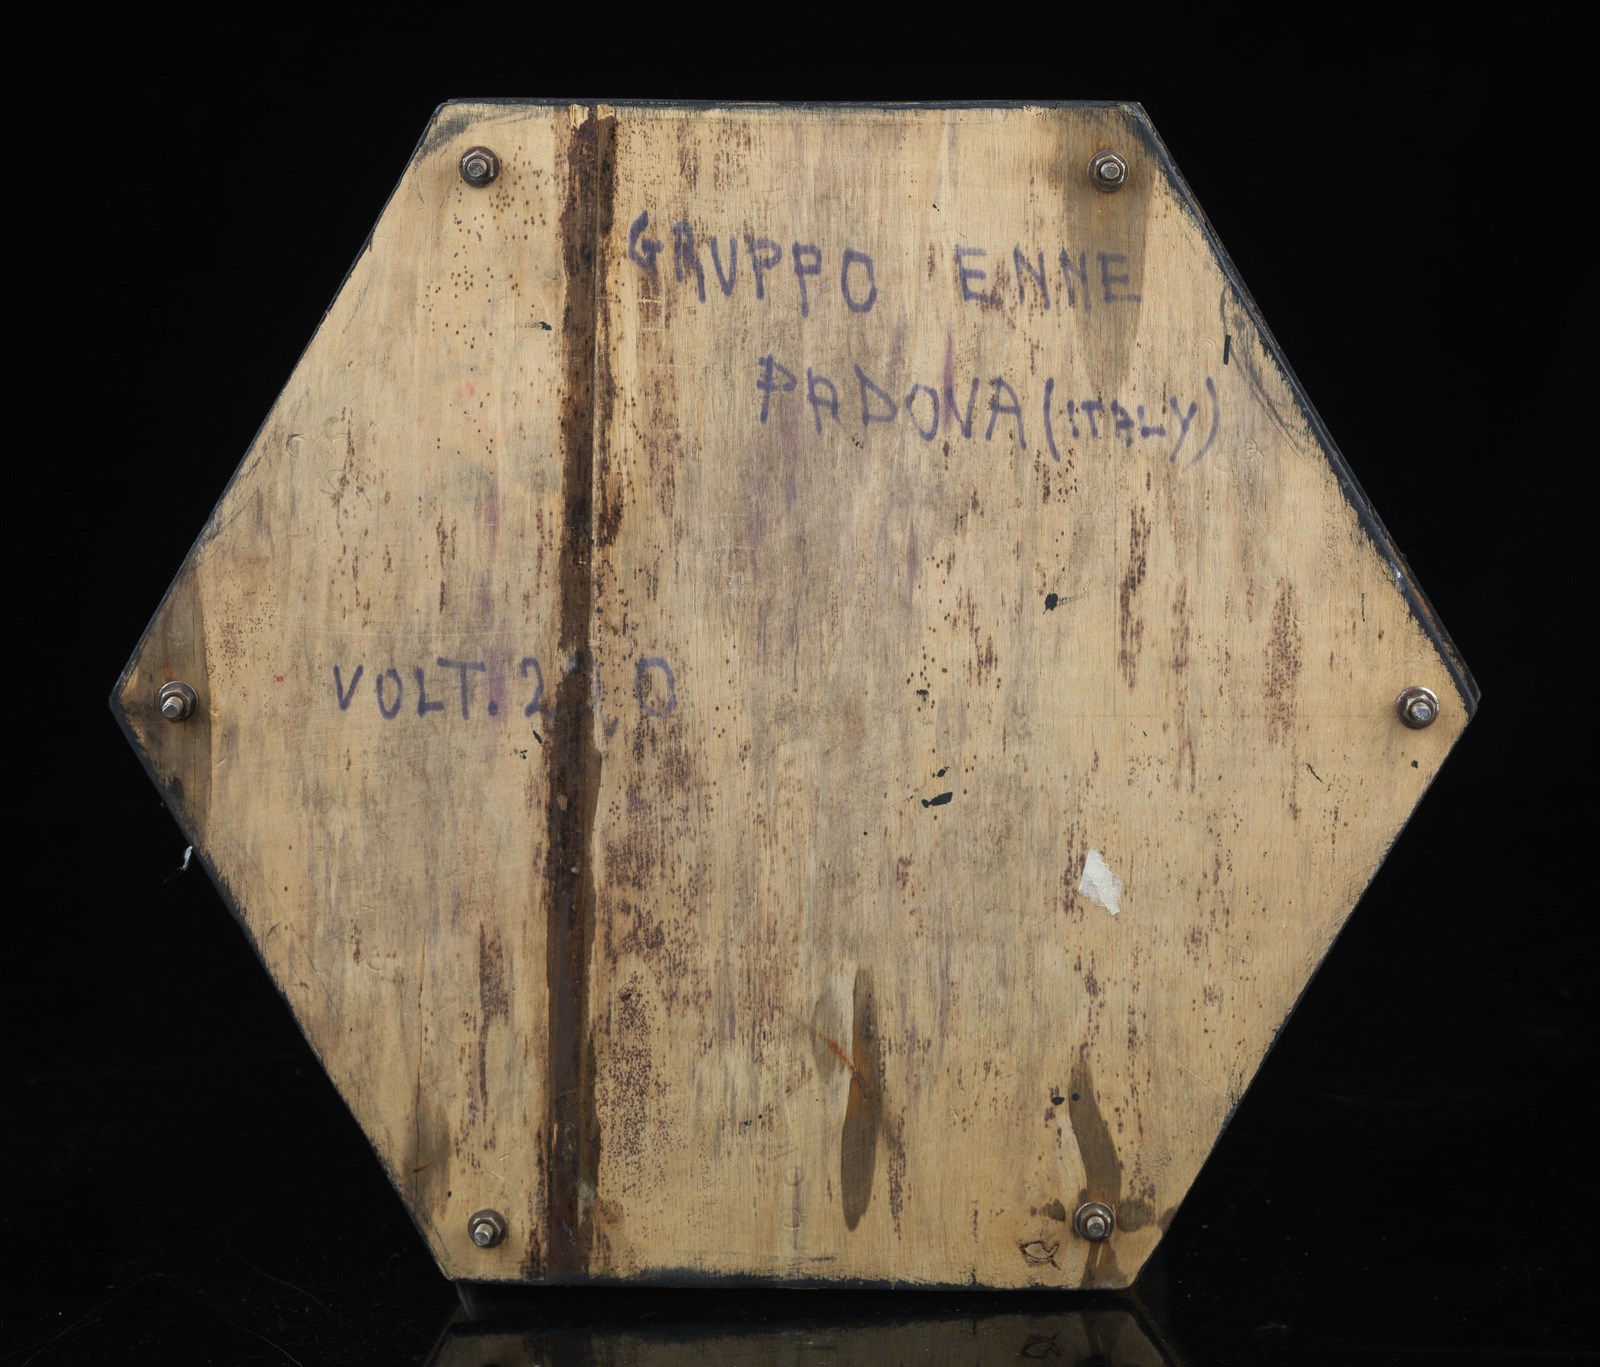 GRUPPO ENNE
PADOVA (ITALY)
VOLT.